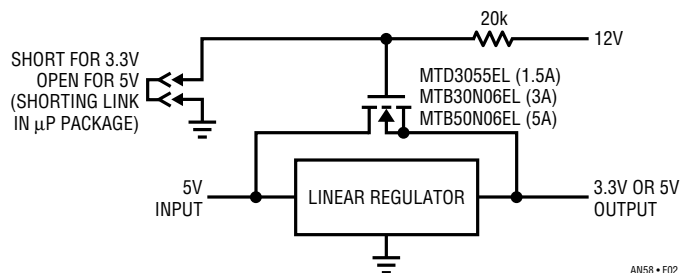 20k
12V
SHORT FOR 3.3V
OPEN FOR 5V
(SHORTING LINK
IN µP PACKAGE)
MTD3055EL (1.5A)
MTB30N06EL (3A)
MTB50N06EL (5A)
5V
INPUT
LINEAR REGULATOR
3.3V OR 5V
OUTPUT
AN58 • F02